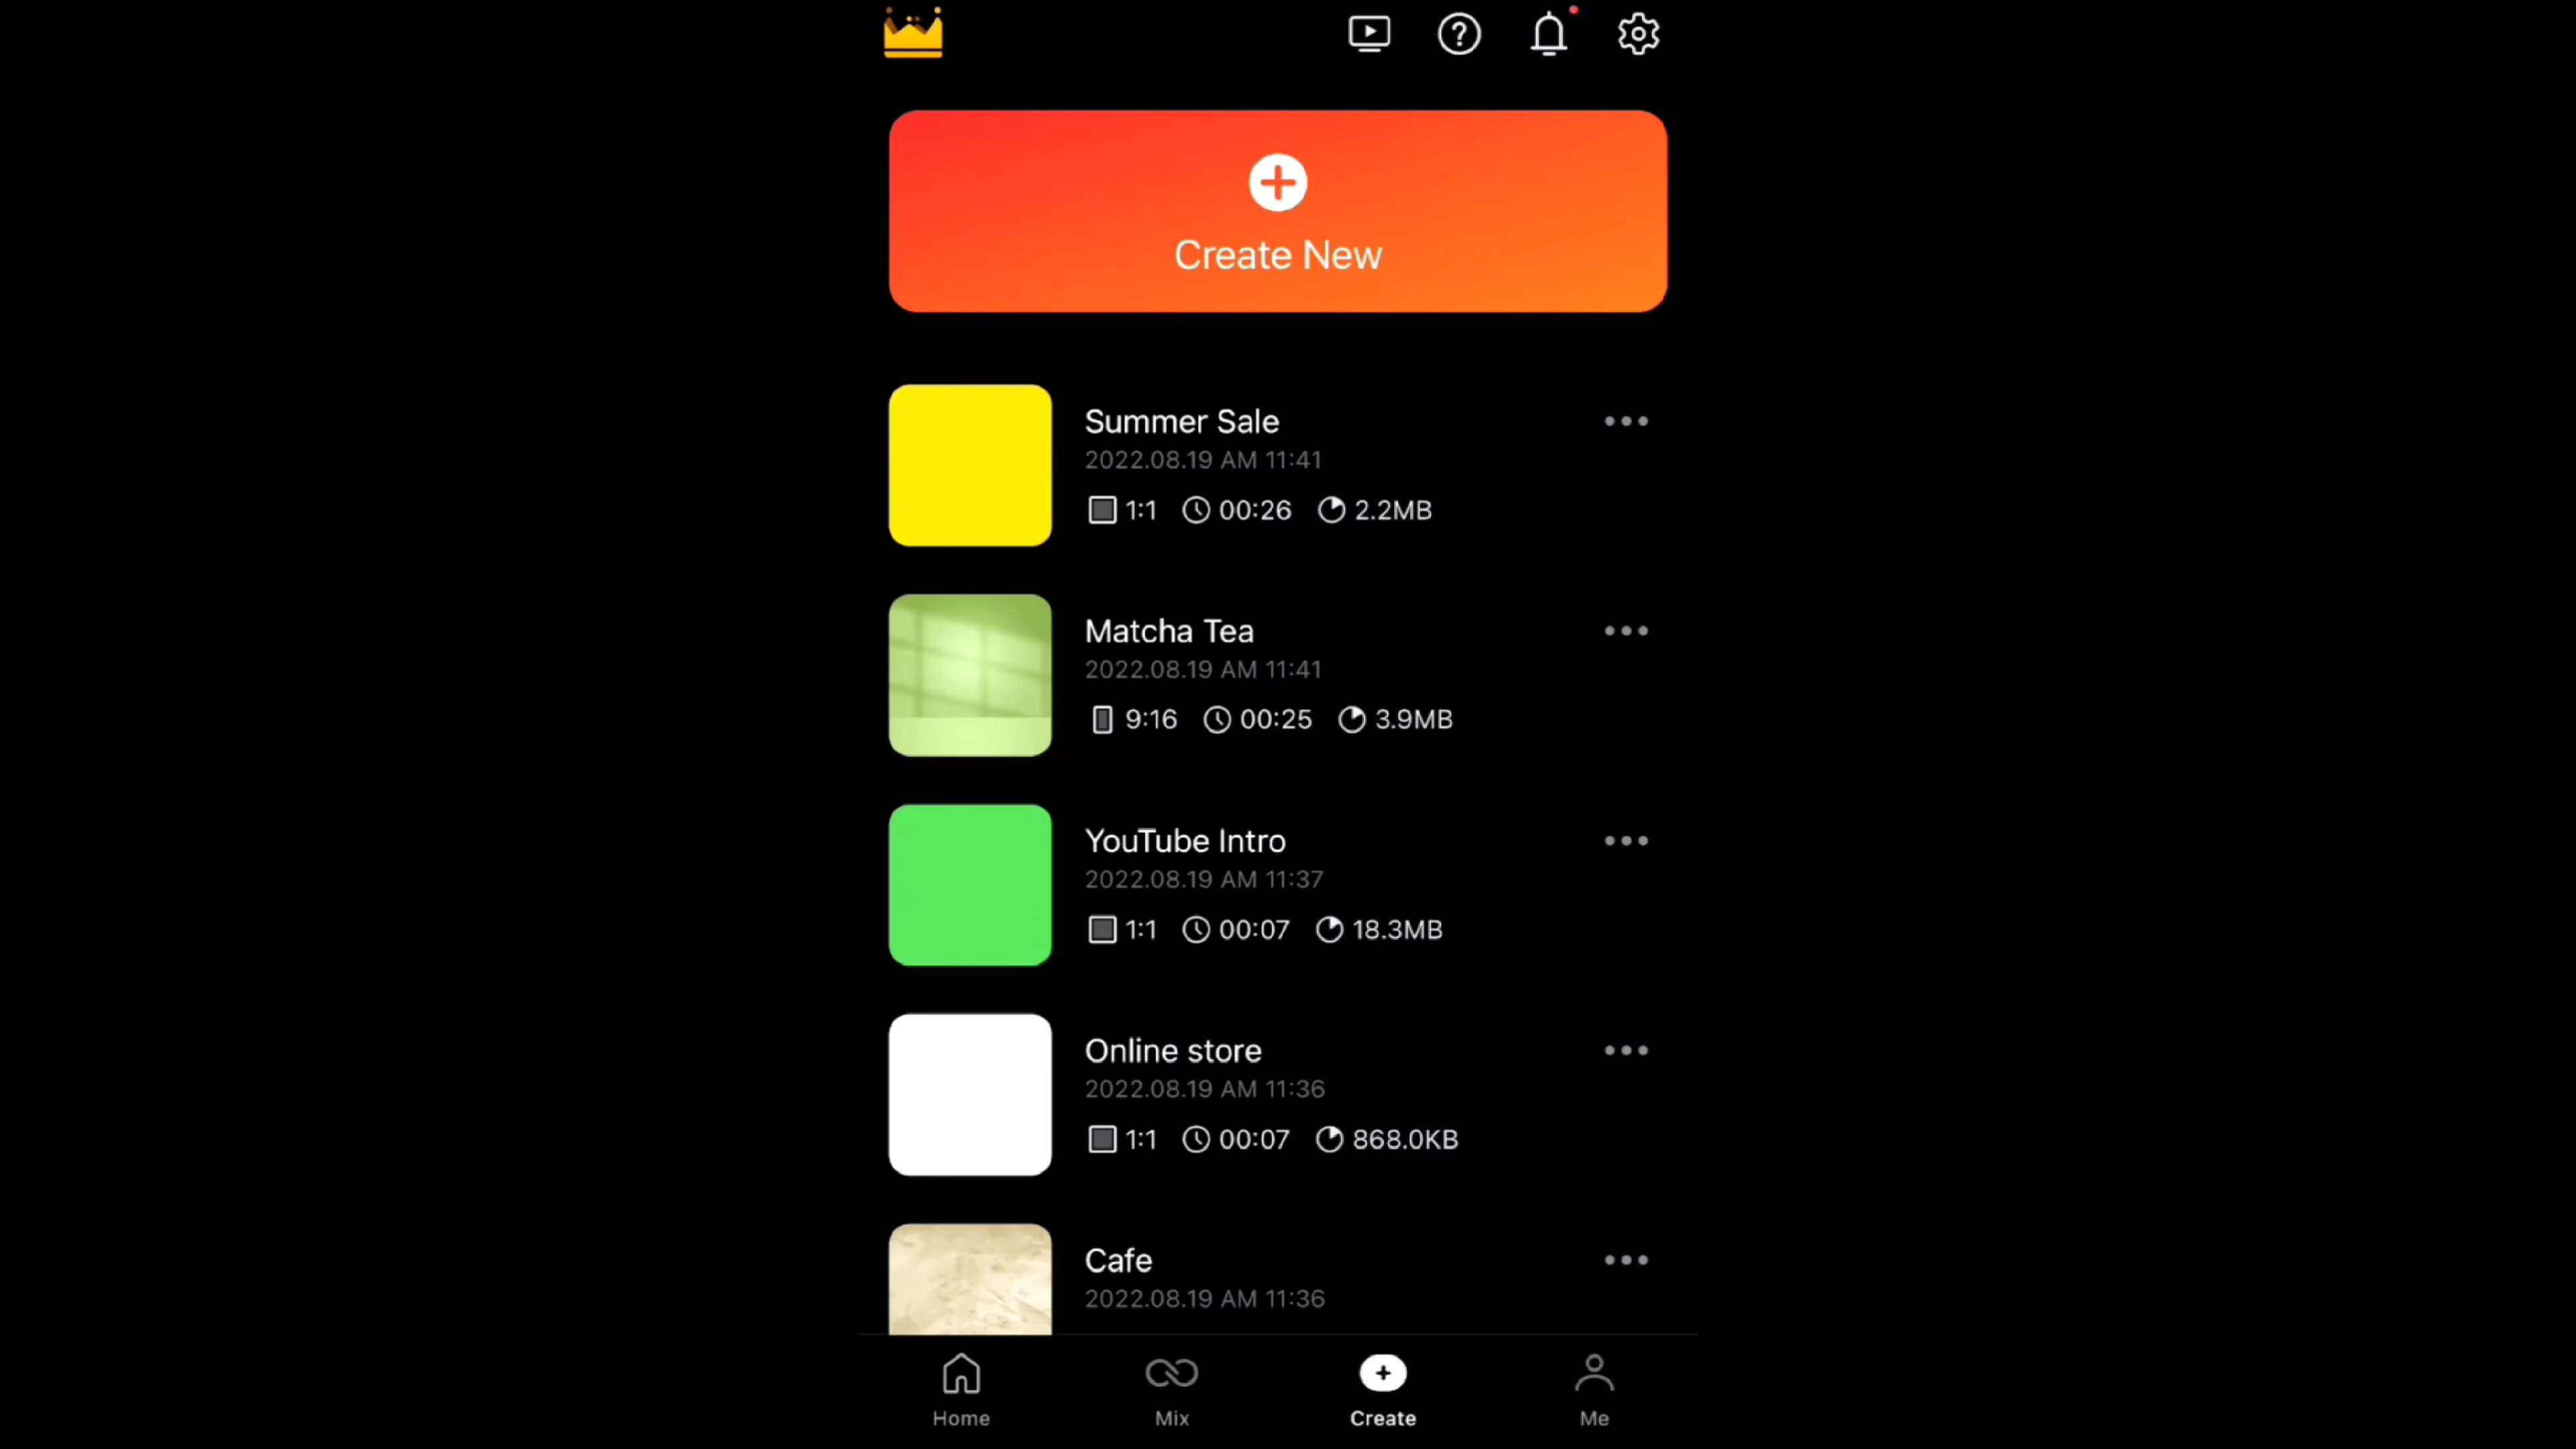 Create New
Summer Sale
2022.08.19 AM 11:41
1:1 00:26 2.2MB
Matcha Tea
2022.08.19 AM 11:41
9:16 00:25 3.9MB
YouTube Intro
2022.08.19 AM 11:37
1:1 00:07 18.3MB
Online store
2022.08.19 AM 11:36
1:1 00:07 868.0KB
Cafe
2022.08.19 AM 11:36
Home Mix Create Me